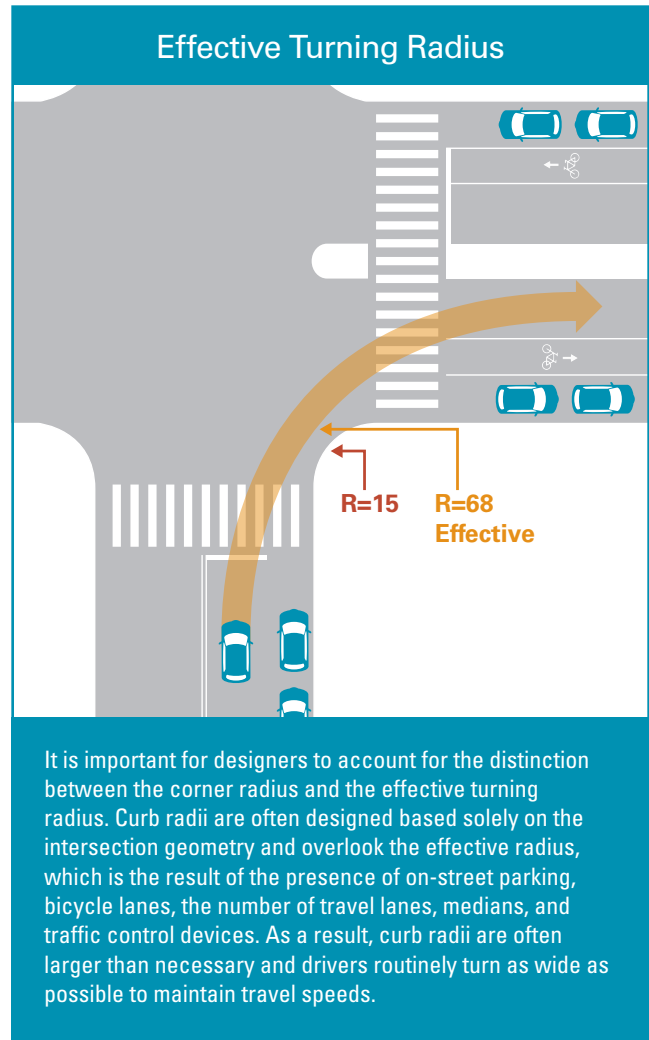 Effective Turning Radius
R=15
R=68
Effective
It is important for designers to account for the distinction
between the corner radius and the effective turning
radius. Curb radii are often designed based solely on the
intersection geometry and overlook the effective radius,
which is the result of the presence of on-street parking,
bicycle lanes, the number of travel lanes, medians, and
traffic control devices. As a result, curb radii are often
larger than necessary and drivers routinely turn as wide as
possible to maintain travel speeds.